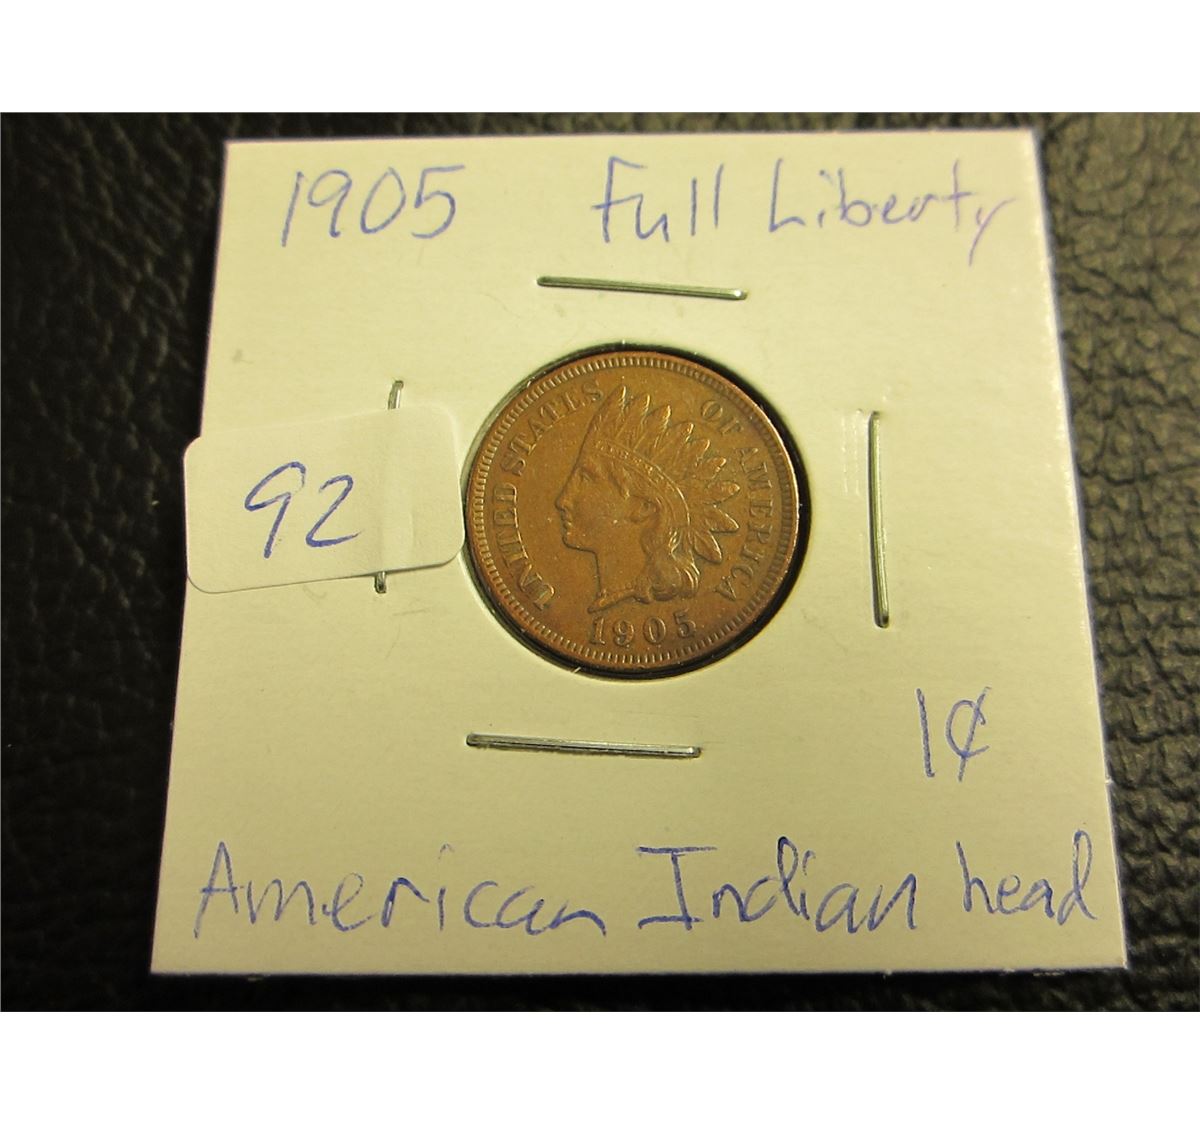 1905 Full Liberty
92
UNITED STATES OF AMERICA
1905
1¢
American Indian head